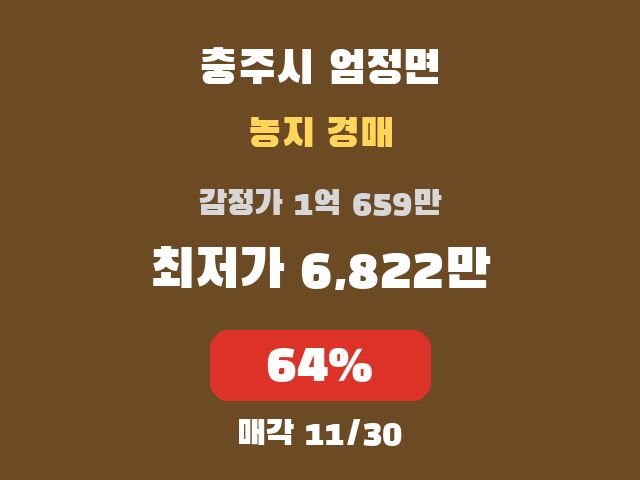 충주시 엄정면
농지 경매
감정가 1억 659만
최저가 6,822만
64%
매각 11/30